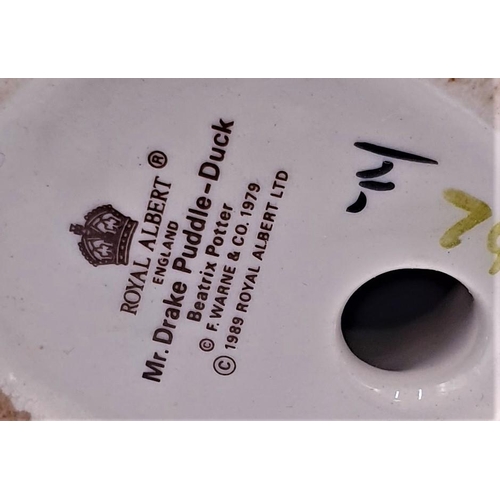 ROYAL ALBERT ®
ENGLAND
Mr. Drake Puddle-Duck
Beatrix Potter
© F. WARNE & CO. 1979
© 1989 ROYAL ALBERT LTD